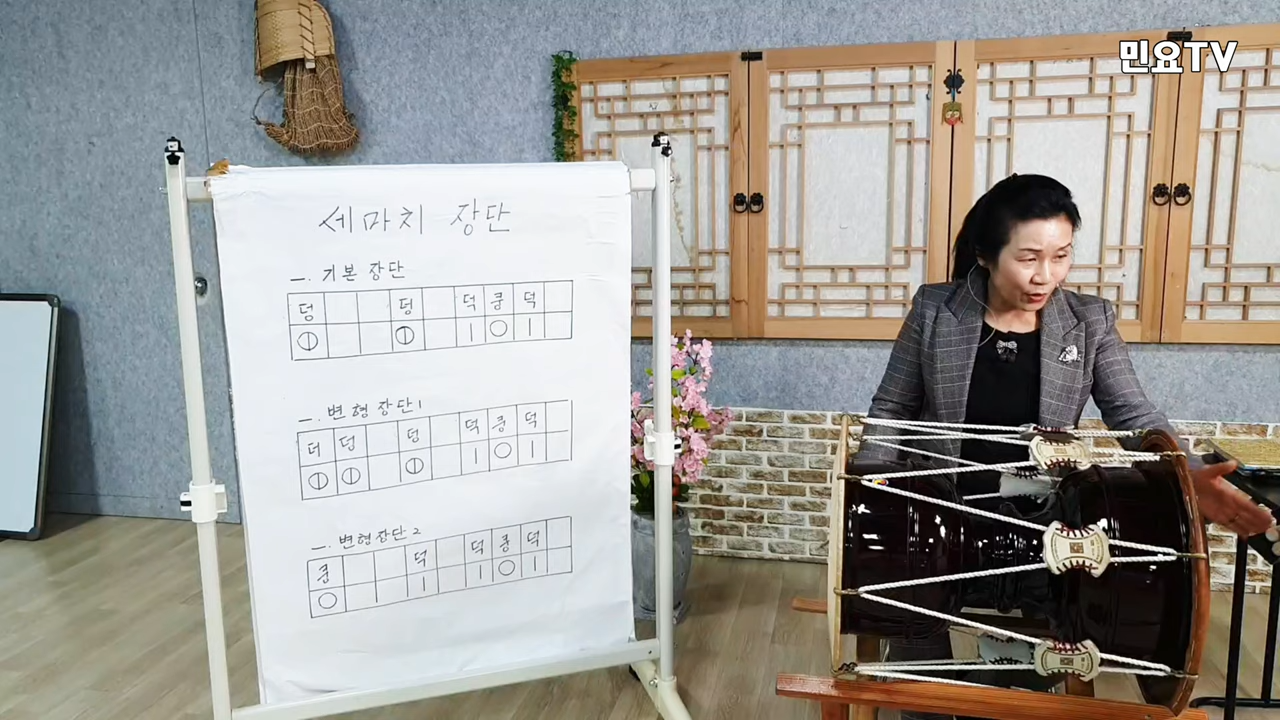 민요TV
세마치 장단
一. 기본 장단
덩 덩 덕 쿵 덕
一. 변형 장단1
더 덩 덩 덕 쿵 덕
一. 변형장단 2
쿵 덕 덕 쿵 덕